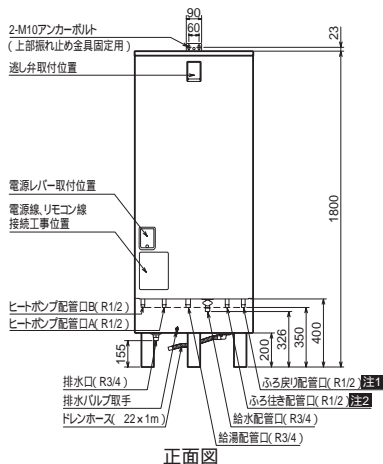 90
60
2-M10アンカーボルト
(上部振れ止め金具固定用)
23
逃し弁取付位置
1800
電源レバー取付位置
電源線、リモコン線
接続工事位置
ヒートポンプ配管口B(R1/2)
ヒートポンプ配管口A(R1/2)
155
200
326
350
400
排水口(R3/4)
排水バルブ取手
ドレンホース( 22×1m)
ふろ戻り配管口(R1/2)注1
ふろ往き配管口(R1/2)注2
給水配管口(R3/4)
給湯配管口(R3/4)
正面図